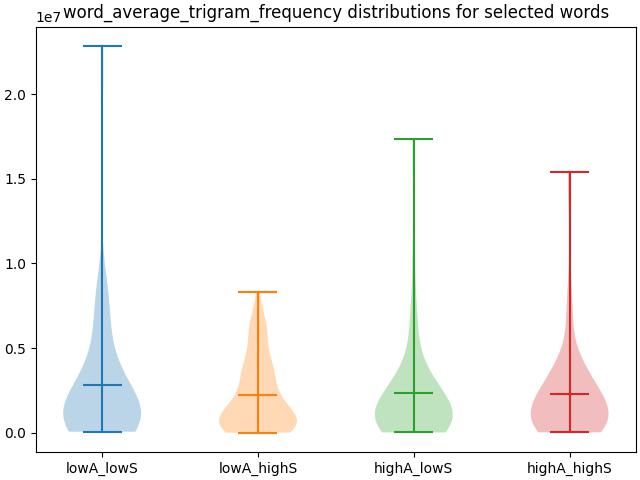 word_average_trigram_frequency distributions for selected words
1e7
2.0
1.5
1.0
0.5
0.0
lowA_lowS lowA_highS highA_lowS highA_highS